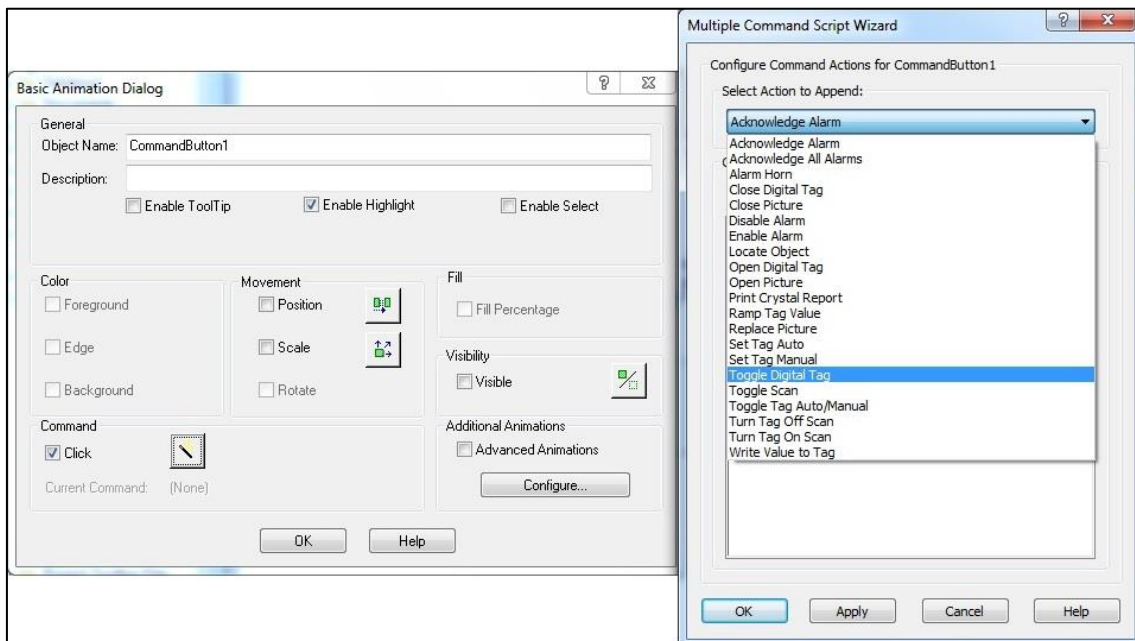 Basic Animation Dialog
General
Object Name: CommandButton1
Description:
Enable ToolTip Enable Highlight Enable Select
Color
Foreground
Edge
Background
Movement
Position
Scale
Rotate
Fill
Fill Percentage
Visibility
Visible
Command
Click
Current Command: (None)
Additional Animations
Advanced Animations
Configure...
OK Help
Multiple Command Script Wizard
Configure Command Actions for CommandButton1
Select Action to Append:
Acknowledge Alarm
Acknowledge Alarm
Acknowledge All Alarms
Alarm Horn
Close Digital Tag
Close Picture
Disable Alarm
Enable Alarm
Locate Object
Open Digital Tag
Open Picture
Print Crystal Report
Ramp Tag Value
Replace Picture
Set Tag Auto
Set Tag Manual
Toggle Digital Tag
Toggle Scan
Toggle Tag Auto/Manual
Turn Tag Off Scan
Turn Tag On Scan
Write Value to Tag
OK Apply Cancel Help